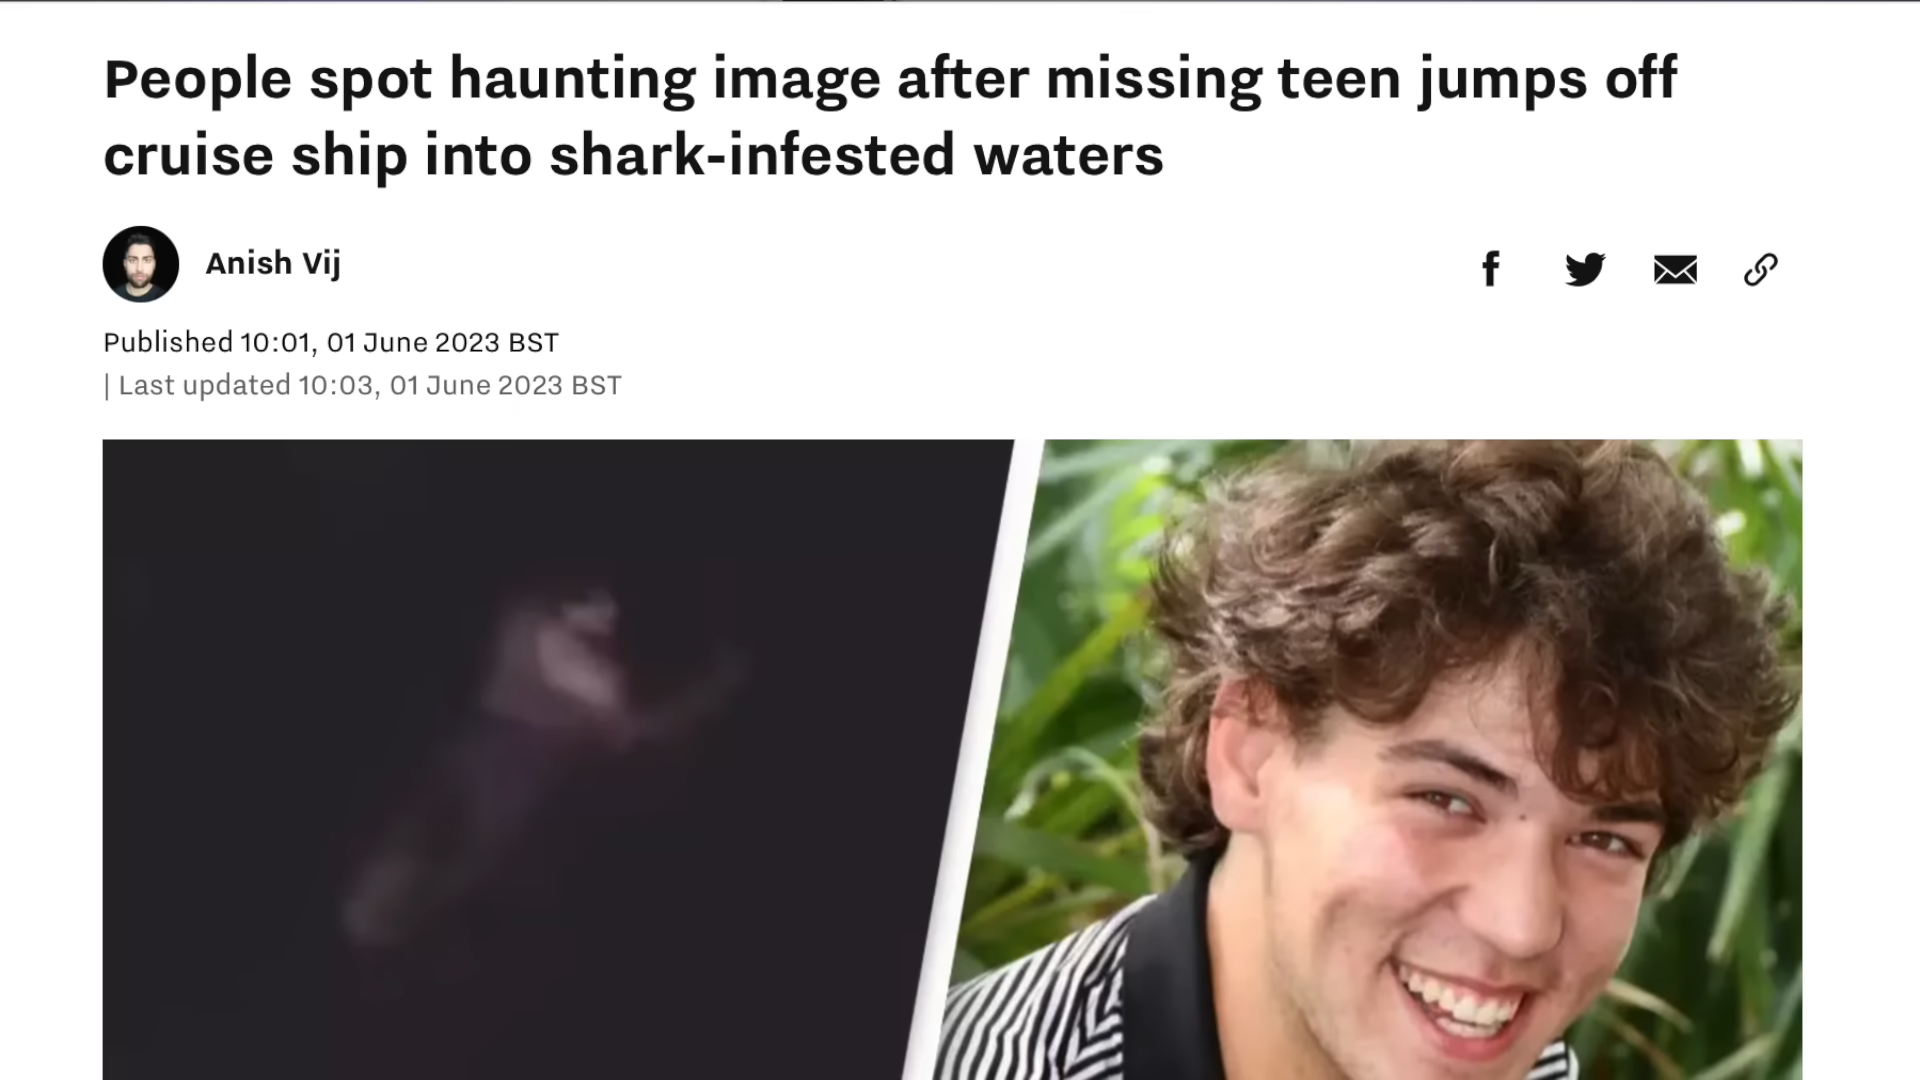 People spot haunting image after missing teen jumps off
cruise ship into shark-infested waters
Anish Vij
Published 10:01, 01 June 2023 BST
| Last updated 10:03, 01 June 2023 BST